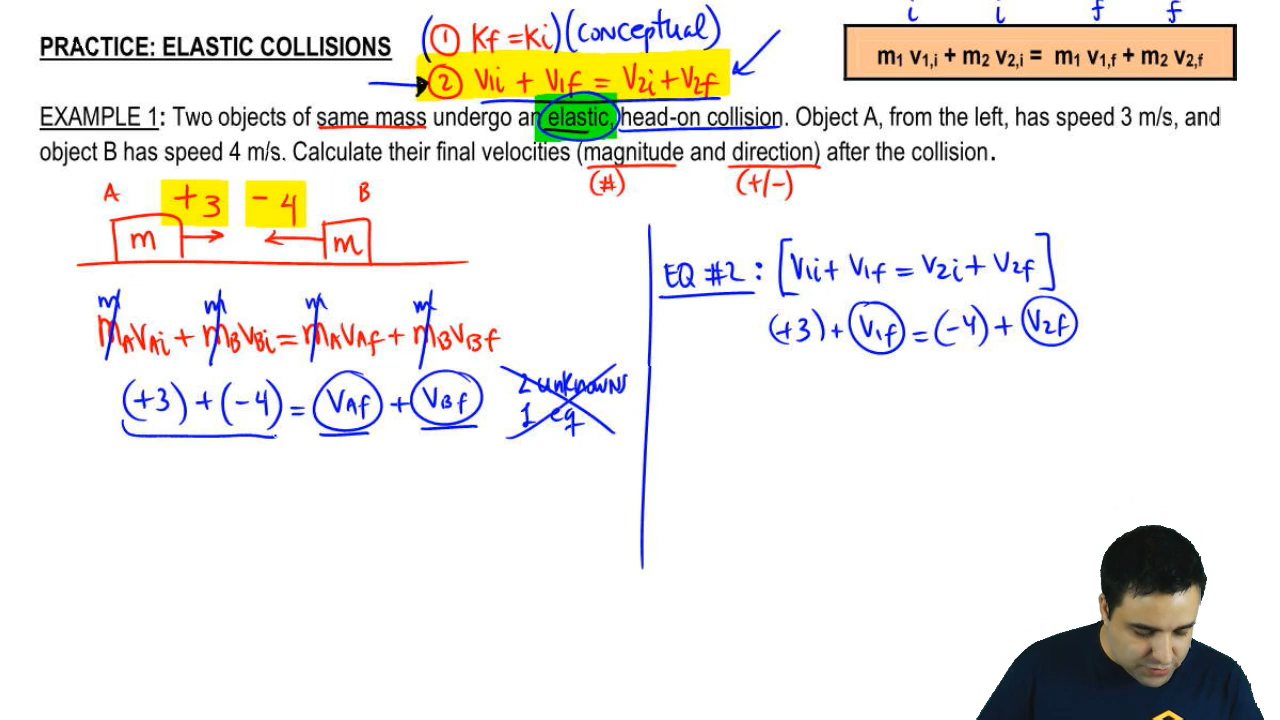 i i f f
PRACTICE: ELASTIC COLLISIONS
(① Kf = Ki) (conceptual)
② V1i + V1f = V2i + V2f
m1 v1,i + m2 v2,i = m1 v1,f + m2 v2,f
EXAMPLE 1: Two objects of same mass undergo an elastic, head-on collision. Object A, from the left, has speed 3 m/s, and
object B has speed 4 m/s. Calculate their final velocities (magnitude and direction) after the collision.
(#) (+/-)
A +3 -4 B
m m
m m m m
mAVAi + mBVBi = mAVAf + mBVBf
(+3) + (-4) = VAf + VBf
2 unknowns
1 eq
EQ #2 : [V1i + V1f = V2i + V2f]
(+3) + V1f = (-4) + V2f